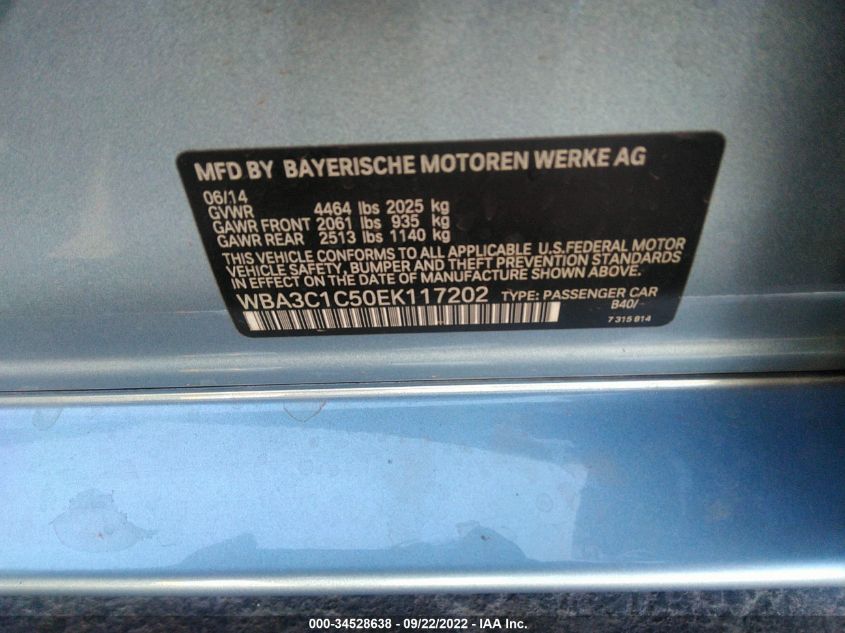 MFD BY BAYERISCHE MOTOREN WERKE AG
06/14
GVWR 4464 lbs 2025 kg
GAWR FRONT 2061 lbs 935 kg
GAWR REAR 2513 lbs 1140 kg
THIS VEHICLE CONFORMS TO ALL APPLICABLE U.S.FEDERAL MOTOR
VEHICLE SAFETY, BUMPER AND THEFT PREVENTION STANDARDS
IN EFFECT ON THE DATE OF MANUFACTURE SHOWN ABOVE.
WBA3C1C50EK117202 TYPE: PASSENGER CAR
B40/-
7 315 814
000-34528638 - 09/22/2022 - IAA Inc.